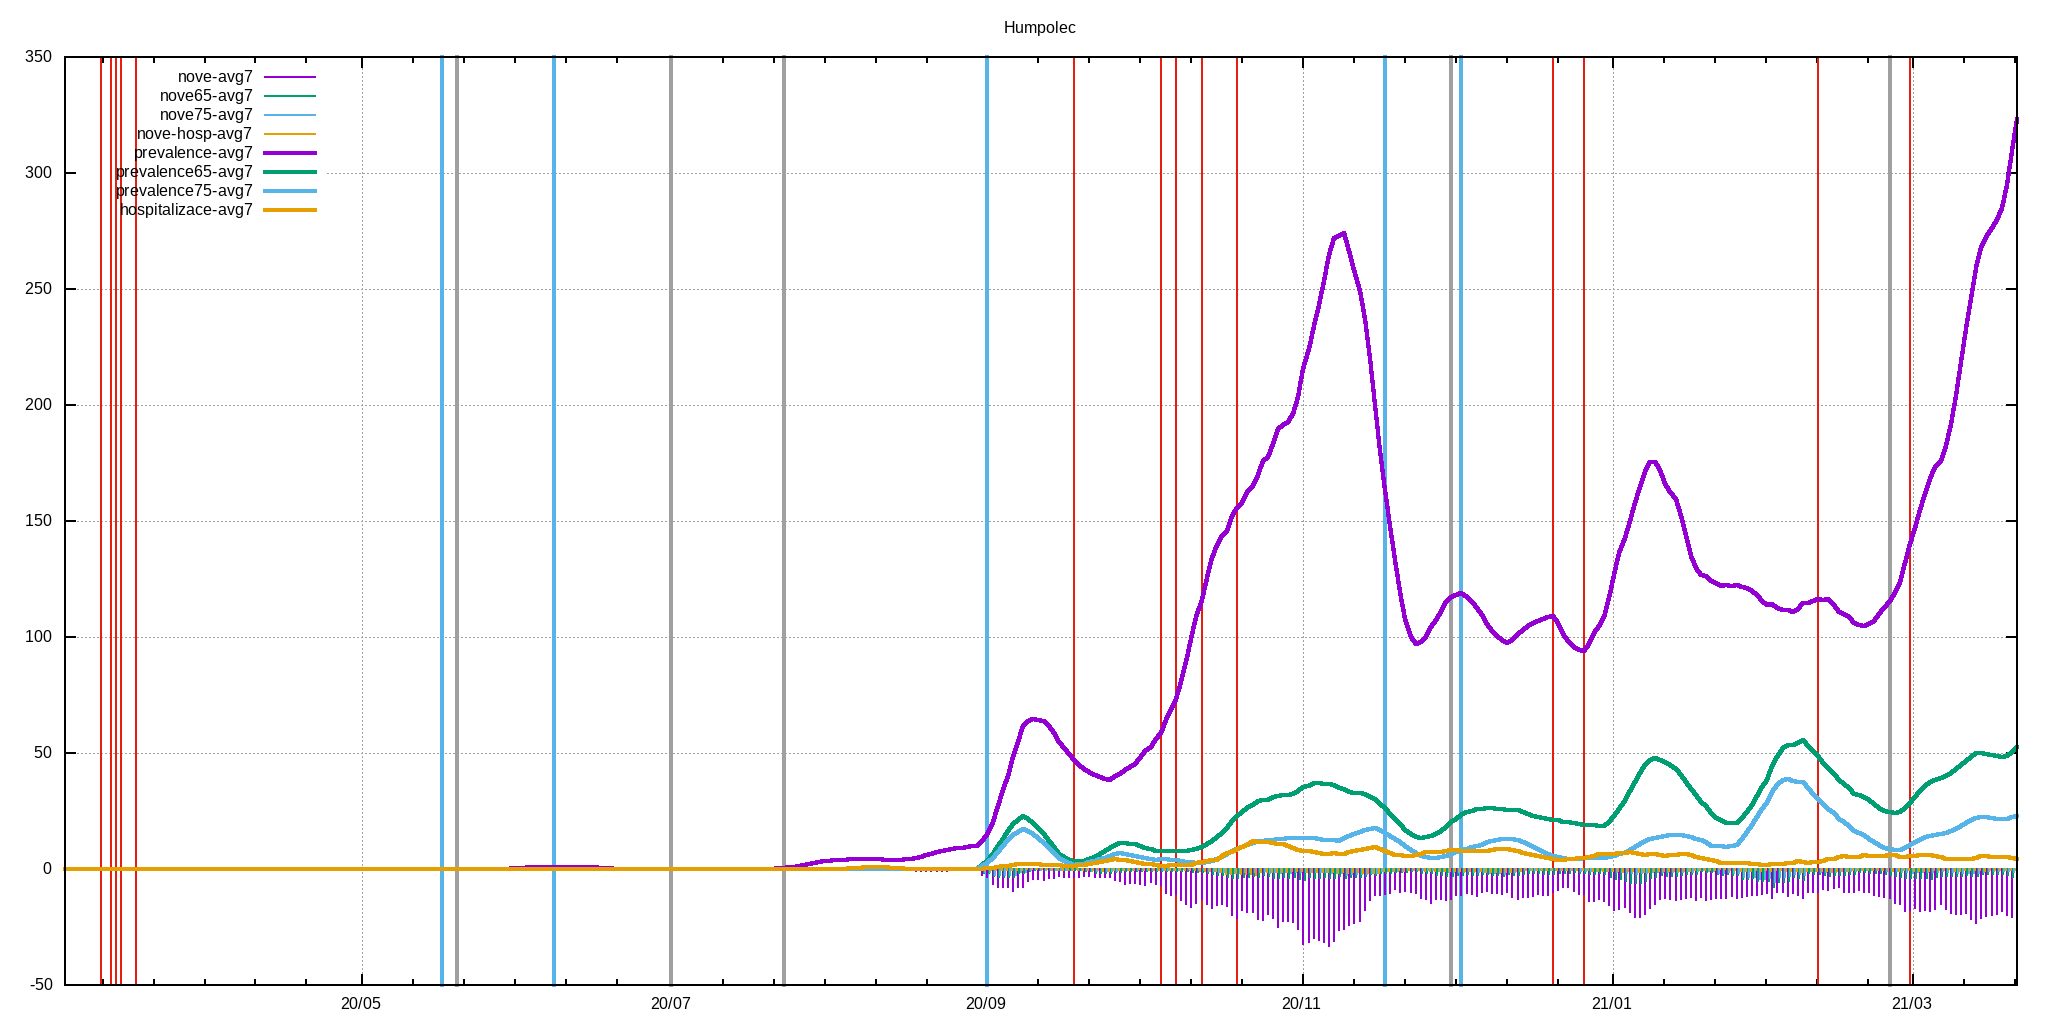 Humpolec
350
300
250
200
150
100
50
0
-50
nove-avg7
nove65-avg7
nove75-avg7
nove-hosp-avg7
prevalence-avg7
prevalence65-avg7
prevalence75-avg7
hospitalizace-avg7
20/05 20/07 20/09 20/11 21/01 21/03